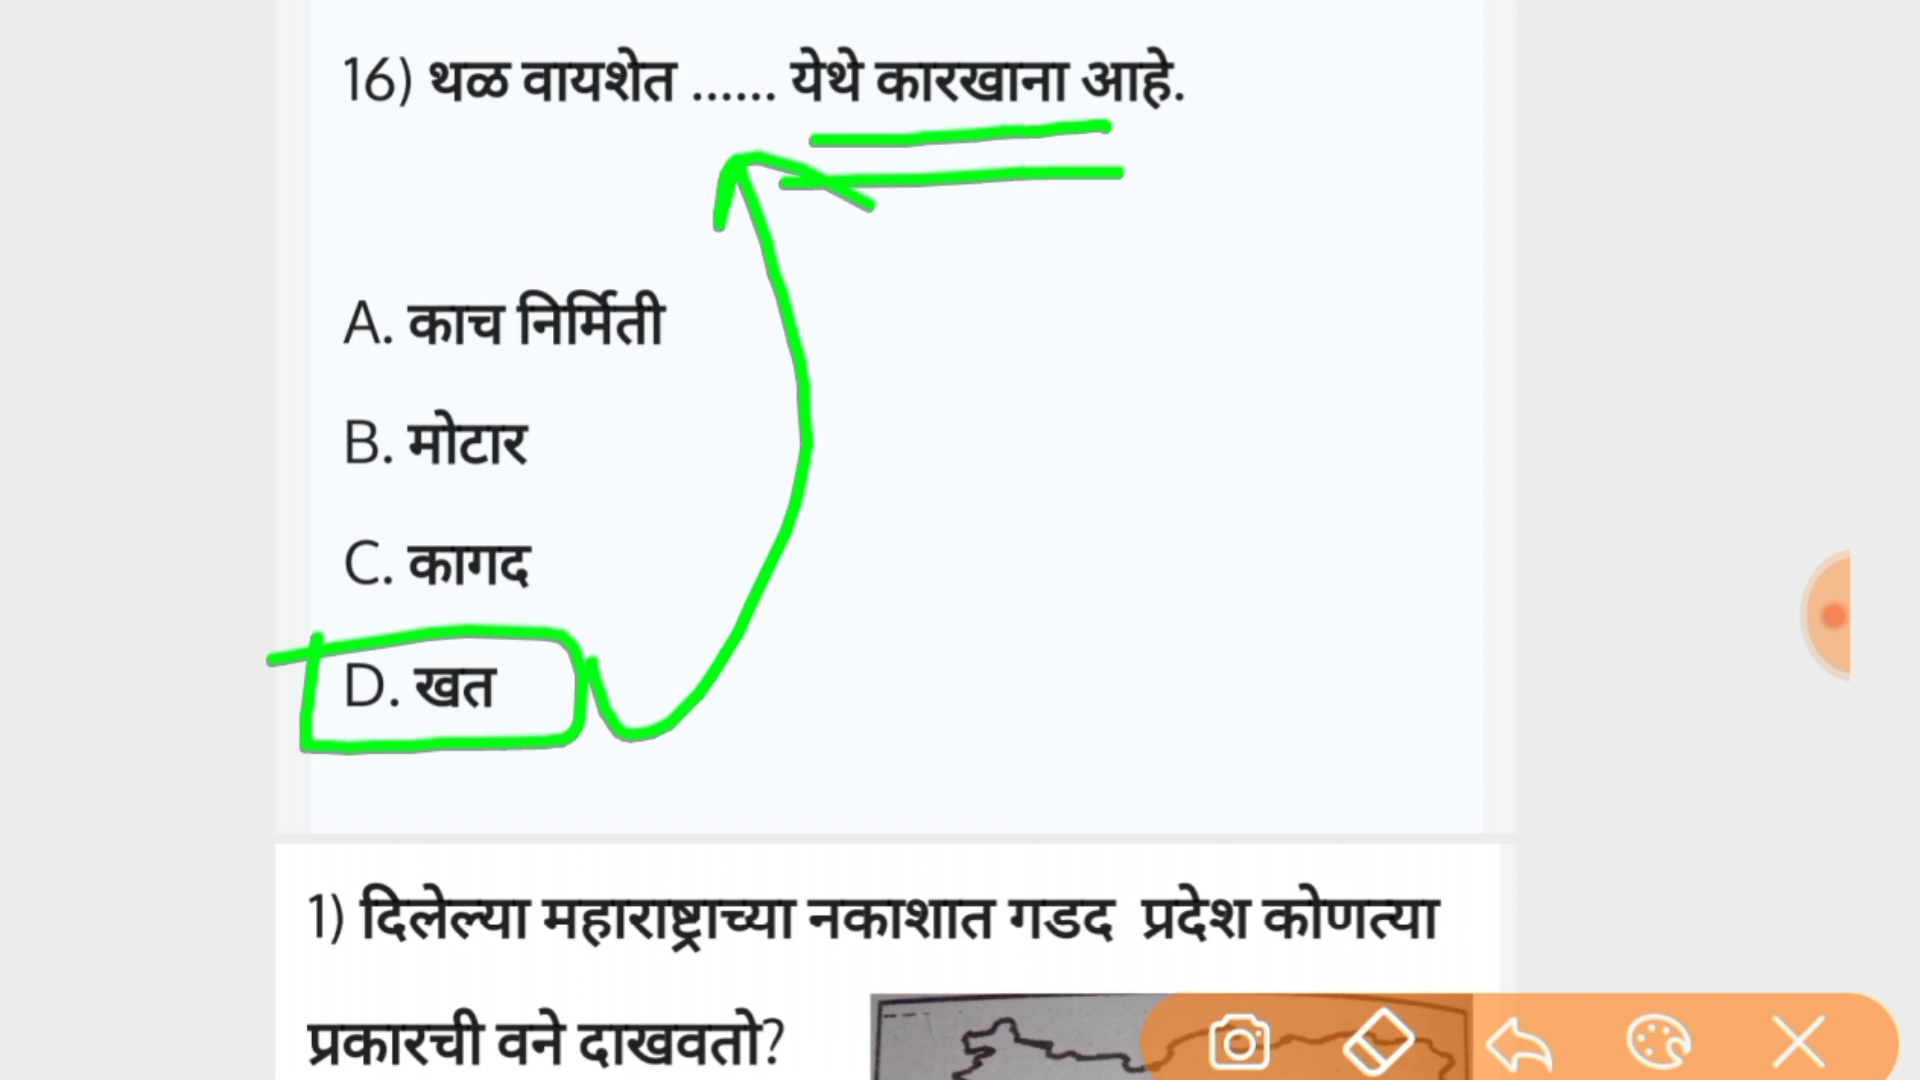 16) थळ वायशेत ...... येथे कारखाना आहे.
A. काच निर्मिती
B. मोटार
C. कागद
D. खत
1) दिलेल्या महाराष्ट्राच्या नकाशात गडद प्रदेश कोणत्या
प्रकारची वने दाखवतो?